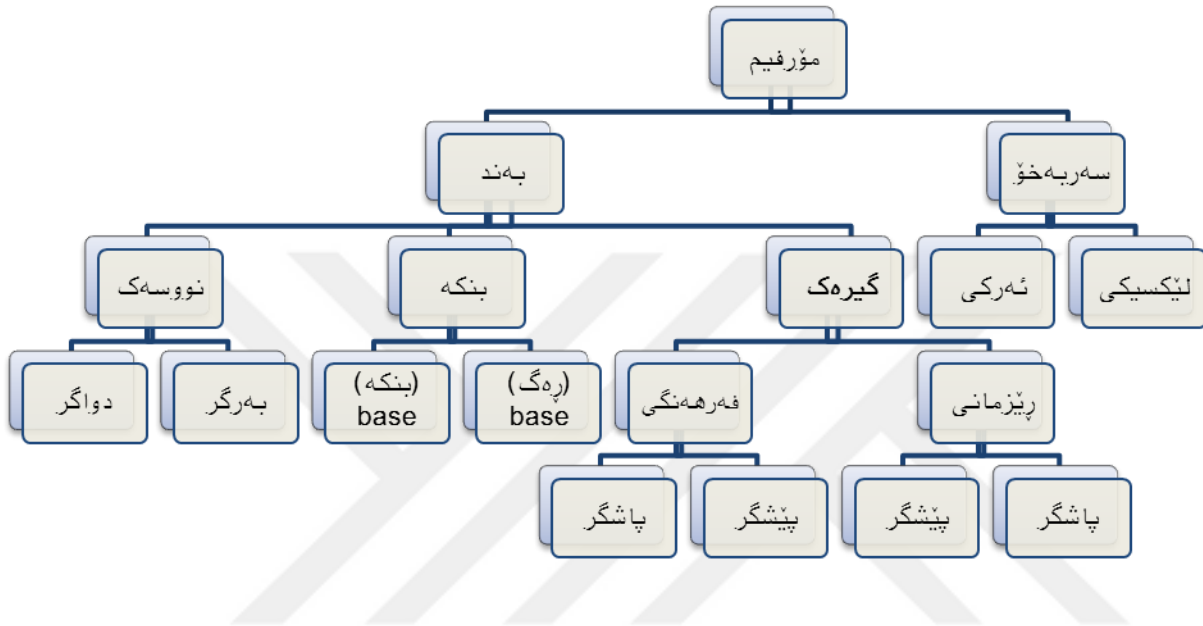 مۆرفیم
سەربەخۆ
بەند
لێکسیکی
ئەرکی
گیرەک
بنکە
نووسەک
ڕێزمانی
فەرهەنگی
(ڕەگ)
base
(بنکە)
base
بەرگر
دواگر
پاشگر
پێشگر
پێشگر
پاشگر